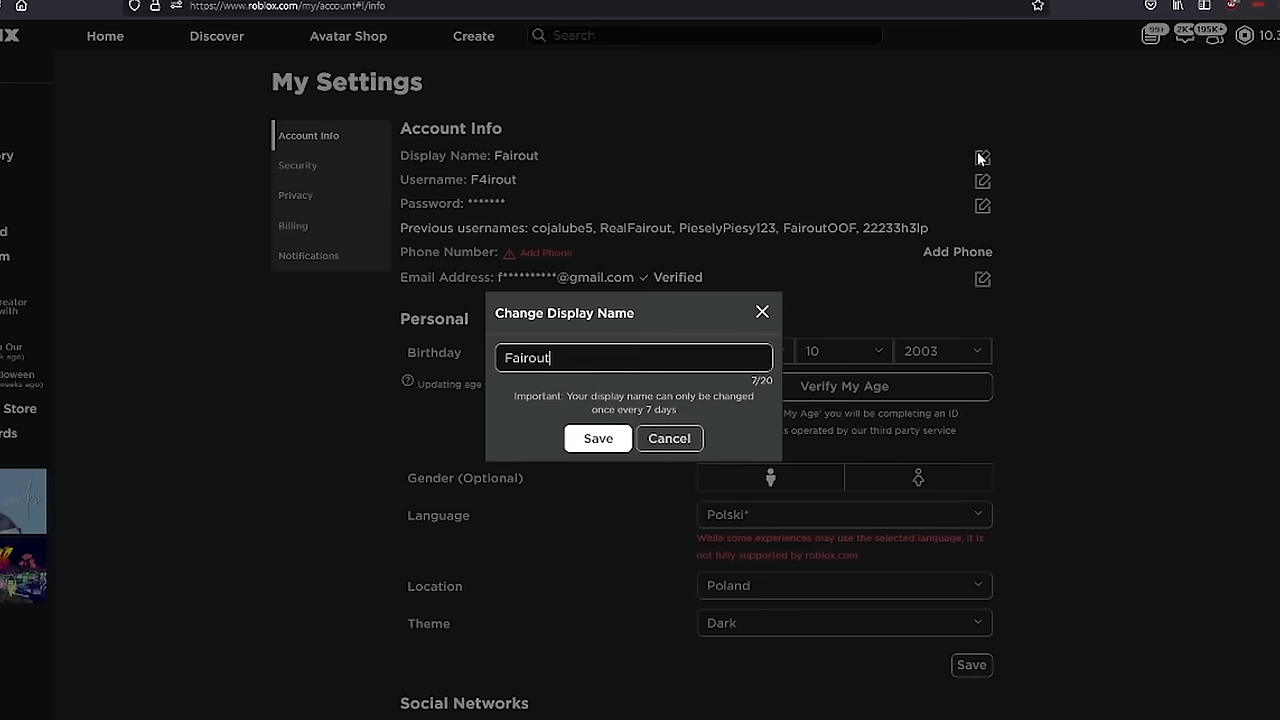 https://www.roblox.com/my/account#!/info
Home Discover Avatar Shop Create Search 99+ 2K+ 195K+
My Settings
Account Info
Security
Privacy
Billing
Notifications
Account Info
Display Name: Fairout
Username: F4irout
Password: *******
Previous usernames: cojalube5, RealFairout, PieselyPiesy123, FairoutOOF, 22233h3lp
Phone Number: Add Phone Add Phone
Email Address: f**********@gmail.com ✓ Verified
Personal
Birthday 10 2003
Updating age
Verify My Age
My Age' you will be completing an ID
operated by our third party service
Change Display Name
Fairout
7/20
Important: Your display name can only be changed
once every 7 days
Save Cancel
Gender (Optional)
Language Polski*
While some experiences may use the selected language, it is
not fully supported by roblox.com
Location Poland
Theme Dark
Save
Social Networks
Store